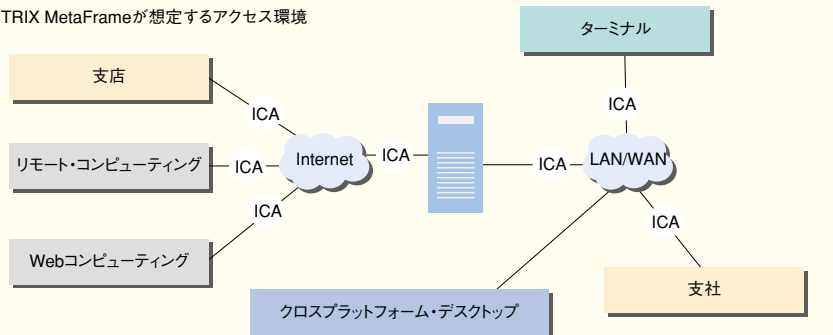 TRIX MetaFrameが想定するアクセス環境
ターミナル
支店
ICA
ICA
リモート・コンピューティング
ICA
Internet
ICA
ICA
LAN/WAN
ICA
ICA
Webコンピューティング
支社
クロスプラットフォーム・デスクトップ